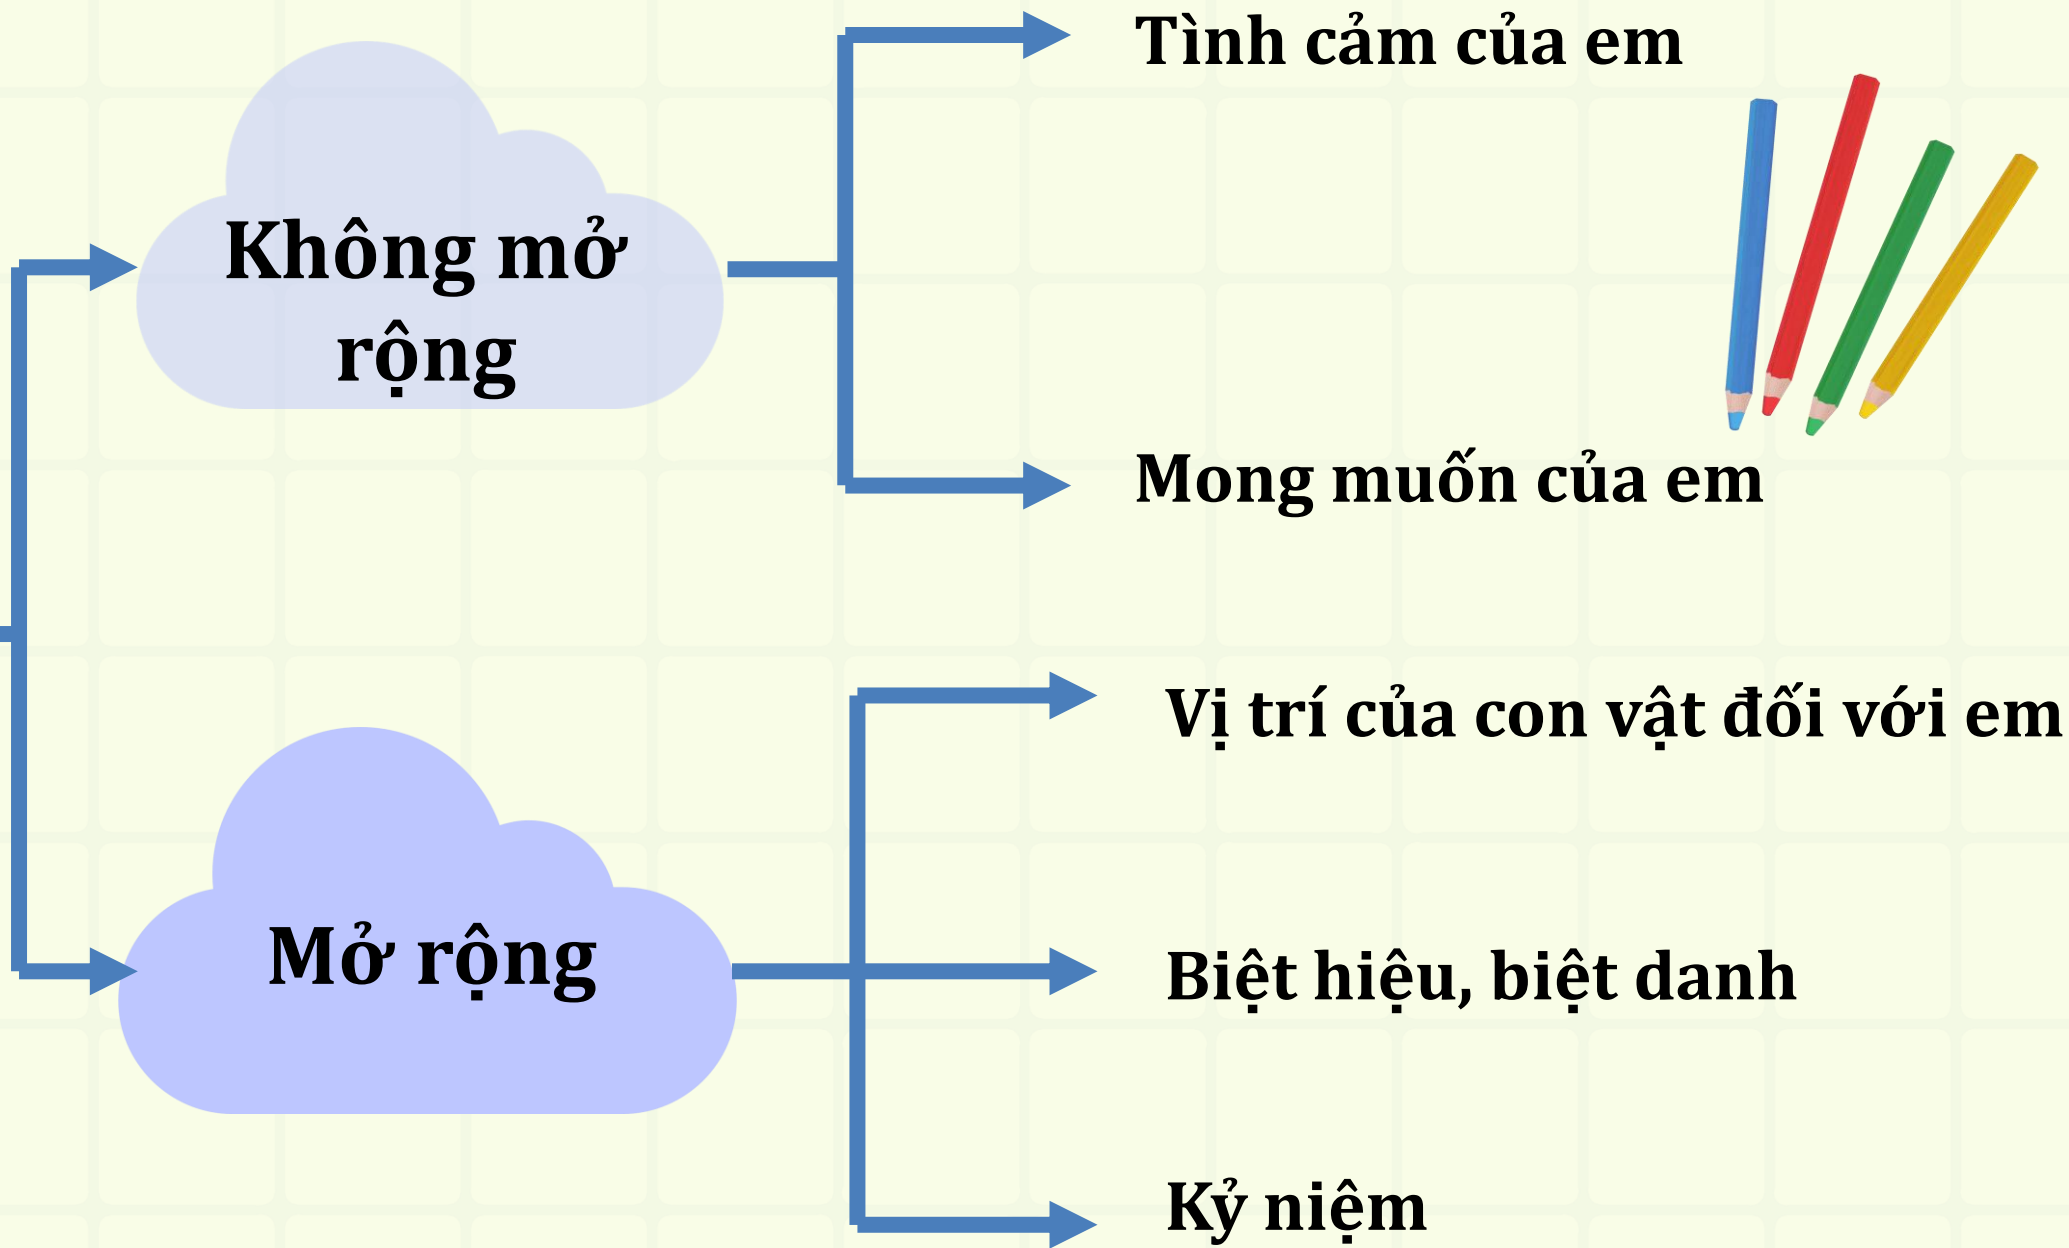 Tình cảm của em
Không mở
rộng
Mong muốn của em
Vị trí của con vật đối với em
Mở rộng
Biệt hiệu, biệt danh
Kỷ niệm